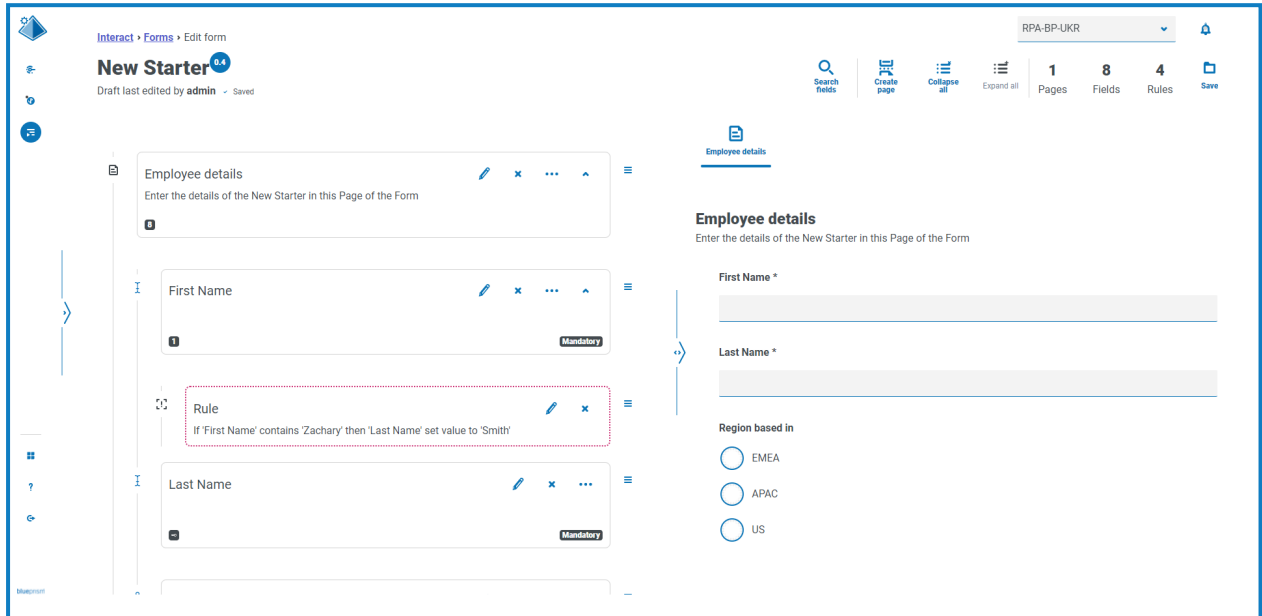 RPA-BP-UKR
Interact › Forms › Edit form
New Starter 0.4
Draft last edited by admin ✓ Saved
Search fields
Create page
Collapse all
Expand all
1 Pages
8 Fields
4 Rules
Save
Employee details
Enter the details of the New Starter in this Page of the Form
8
First Name
1
Mandatory
Rule
If 'First Name' contains 'Zachary' then 'Last Name' set value to 'Smith'
Last Name
Mandatory
Employee details
Employee details
Enter the details of the New Starter in this Page of the Form
First Name *
Last Name *
Region based in
EMEA
APAC
US
?
blueprism